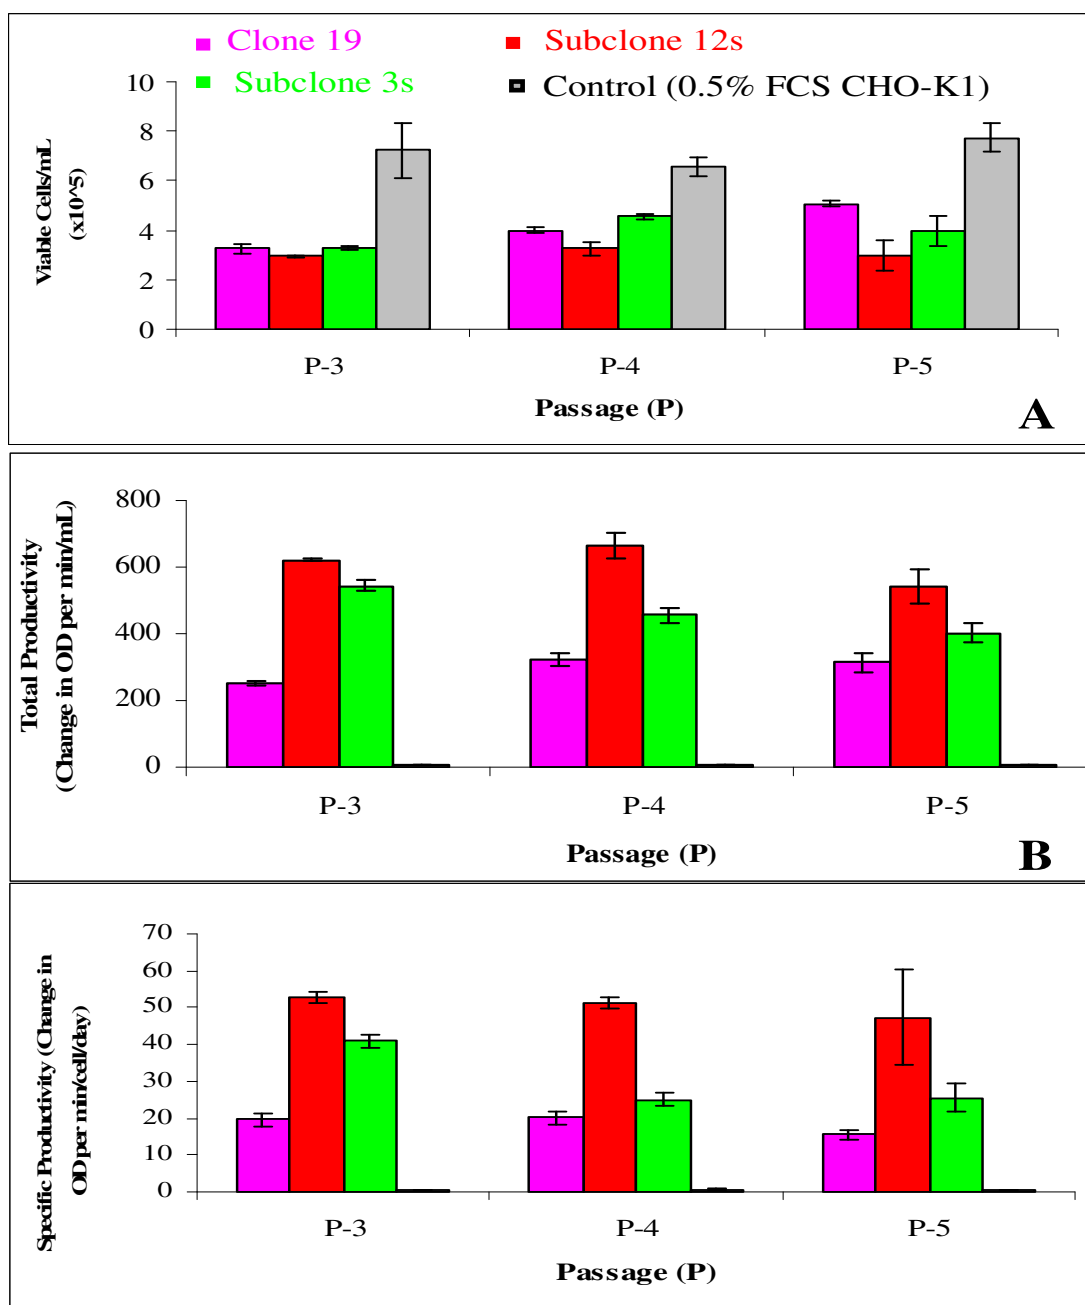 Clone 19
Subclone 12s
Subclone 3s
Control (0.5% FCS CHO-K1)
Viable Cells/mL
(x10^5)
10
8
6
4
2
0
P-3
P-4
P-5
Passage (P)
A
Total Productivity
(Change in OD per min/mL)
800
600
400
200
0
P-3
P-4
P-5
Passage (P)
B
Specific Productivity (Change in
OD per min/cell/day)
70
60
50
40
30
20
10
0
P-3
P-4
P-5
Passage (P)